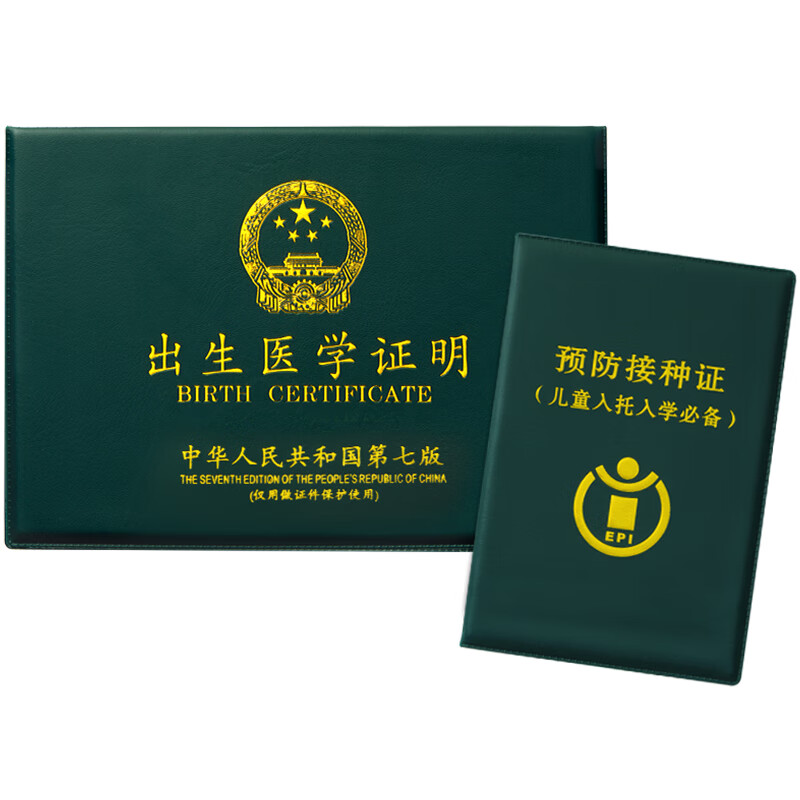 出生医学证明
BIRTH CERTIFICATE
中华人民共和国第七版
THE SEVENTH EDITION OF THE PEOPLE'S REPUBLIC OF CHINA
(仅用做证件保护使用)
预防接种证
（儿童入托入学必备）
EPI